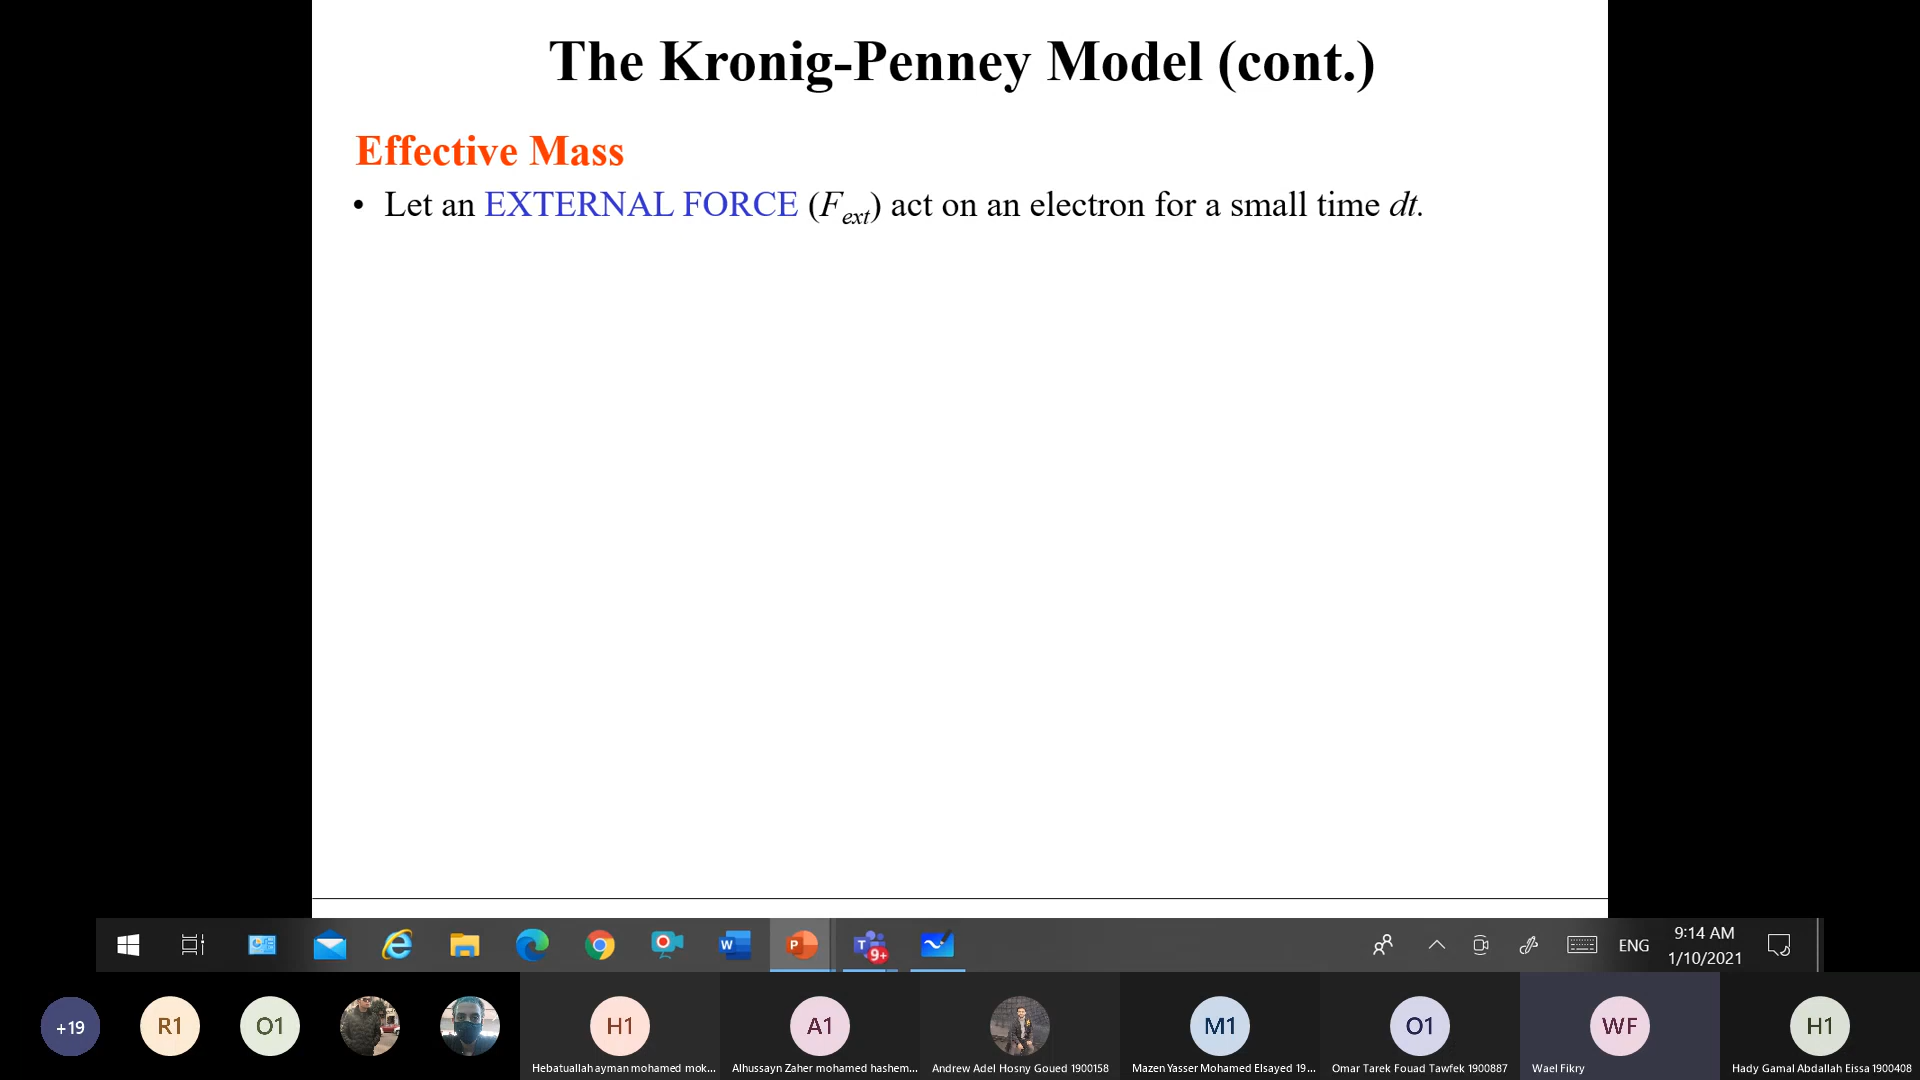 The Kronig-Penney Model (cont.)
Effective Mass
• Let an EXTERNAL FORCE (Fext) act on an electron for a small time dt.
W
P
T
9+
ENG
9:14 AM
1/10/2021
+19
R1
O1
H1
A1
M1
O1
WF
H1
Hebatuallah ayman mohamed mok...
Alhussayn Zaher mohamed hashem...
Andrew Adel Hosny Goued 1900158
Mazen Yasser Mohamed Elsayed 19...
Omar Tarek Fouad Tawfek 1900887
Wael Fikry
Hady Gamal Abdallah Eissa 1900408